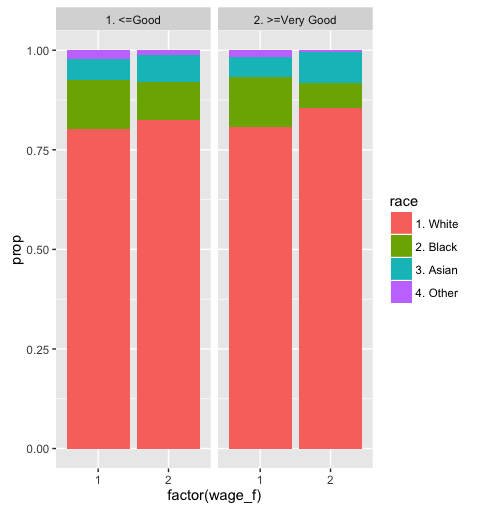 1. <=Good
2. >=Very Good
1.00
0.75
0.50
0.25
0.00
prop
1
2
1
2
factor(wage_f)
race
1. White
2. Black
3. Asian
4. Other